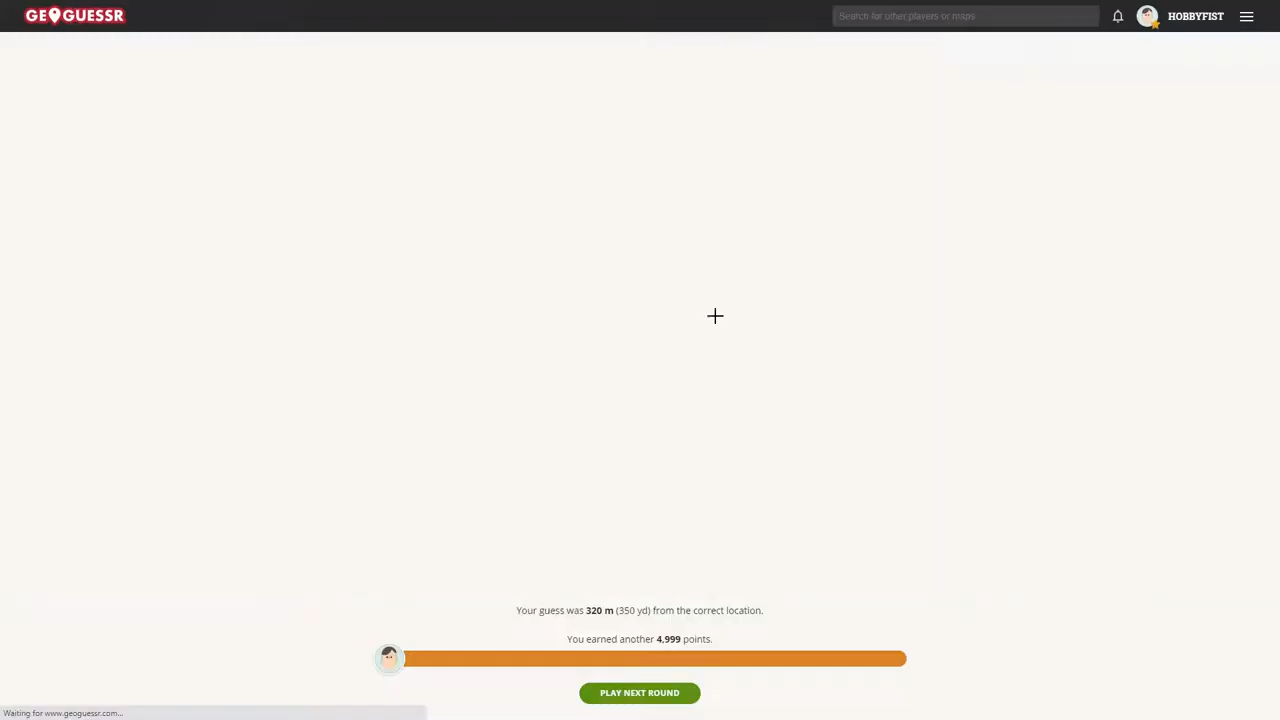 GEOGUESSR
Search for other players or maps
HOBBYFIST
Your guess was 320 m (350 yd) from the correct location.
You earned another 4,999 points.
PLAY NEXT ROUND
Waiting for www.geoguessr.com...